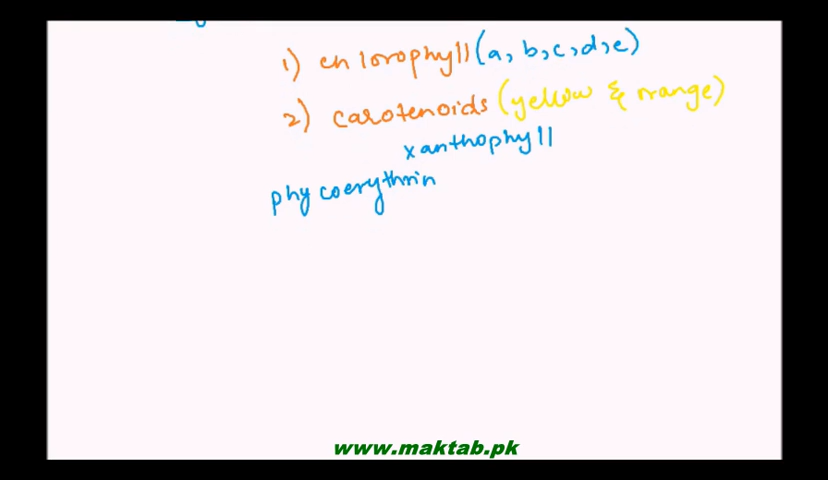 1) chlorophyll (a, b, c, d, e)
2) carotenoids (yellow & orange)
xanthophyll
phycoerythrin
www.maktab.pk